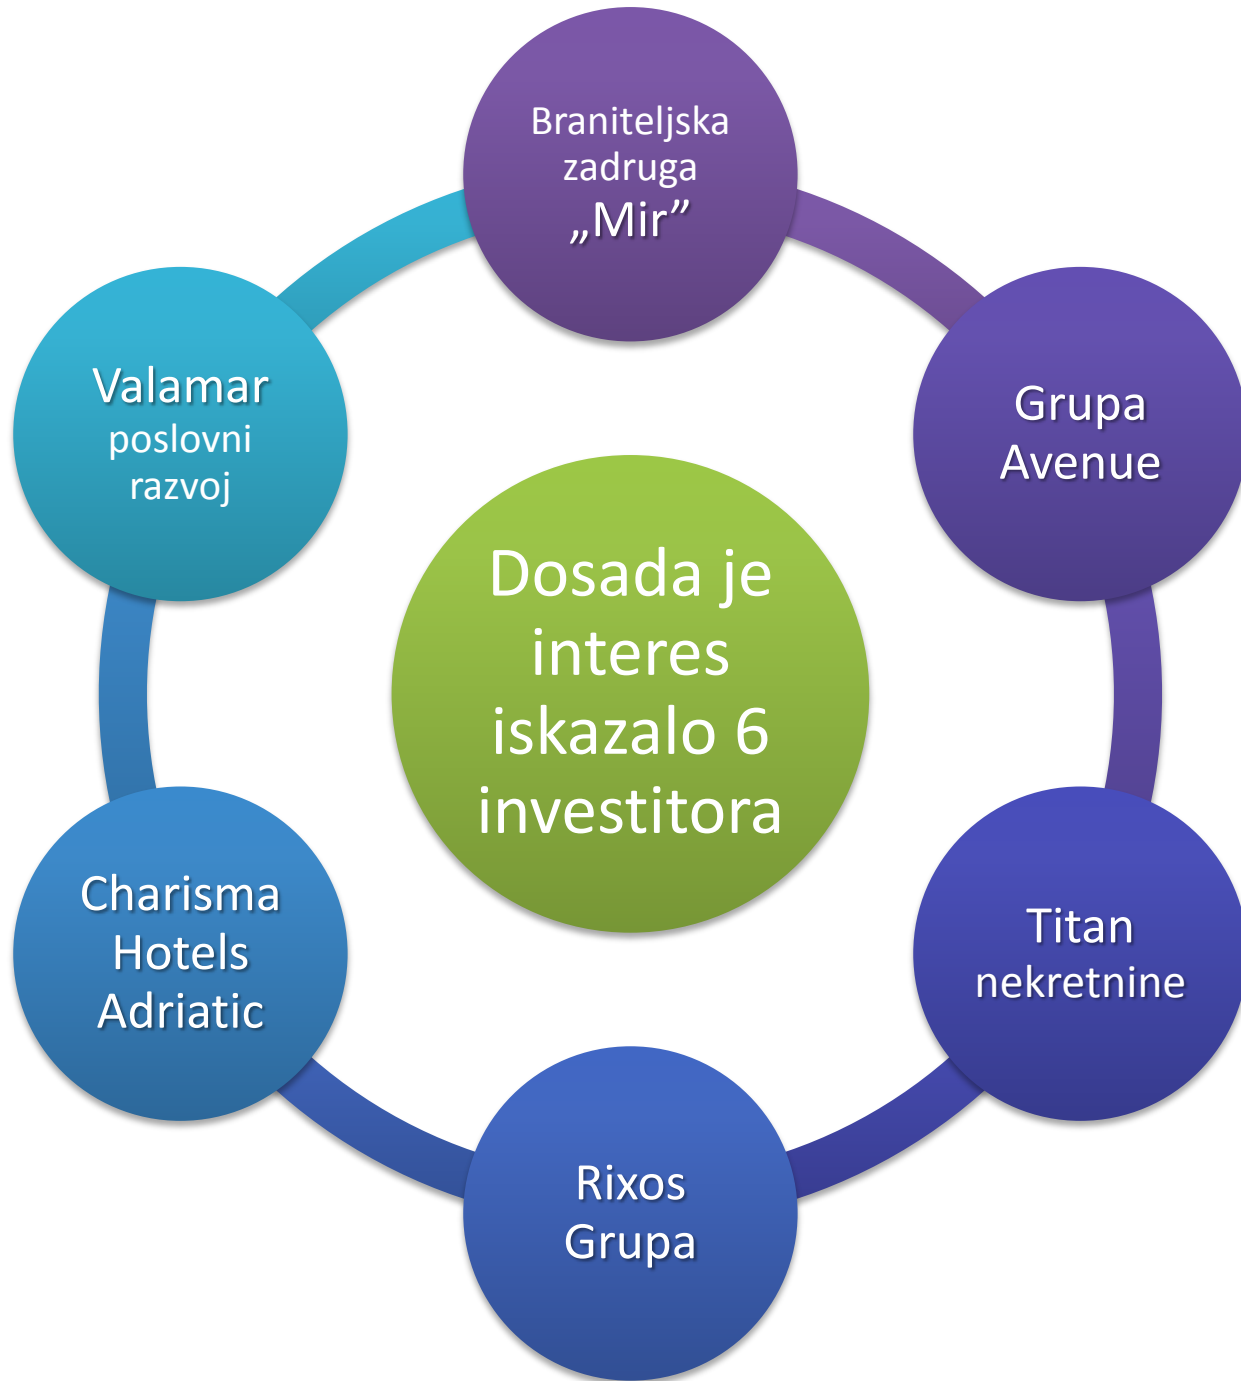 Braniteljska
zadruga
„Mir”
Grupa
Avenue
Titan
nekretnine
Rixos
Grupa
Charisma
Hotels
Adriatic
Valamar
poslovni
razvoj
Dosada je
interes
iskazalo 6
investitora